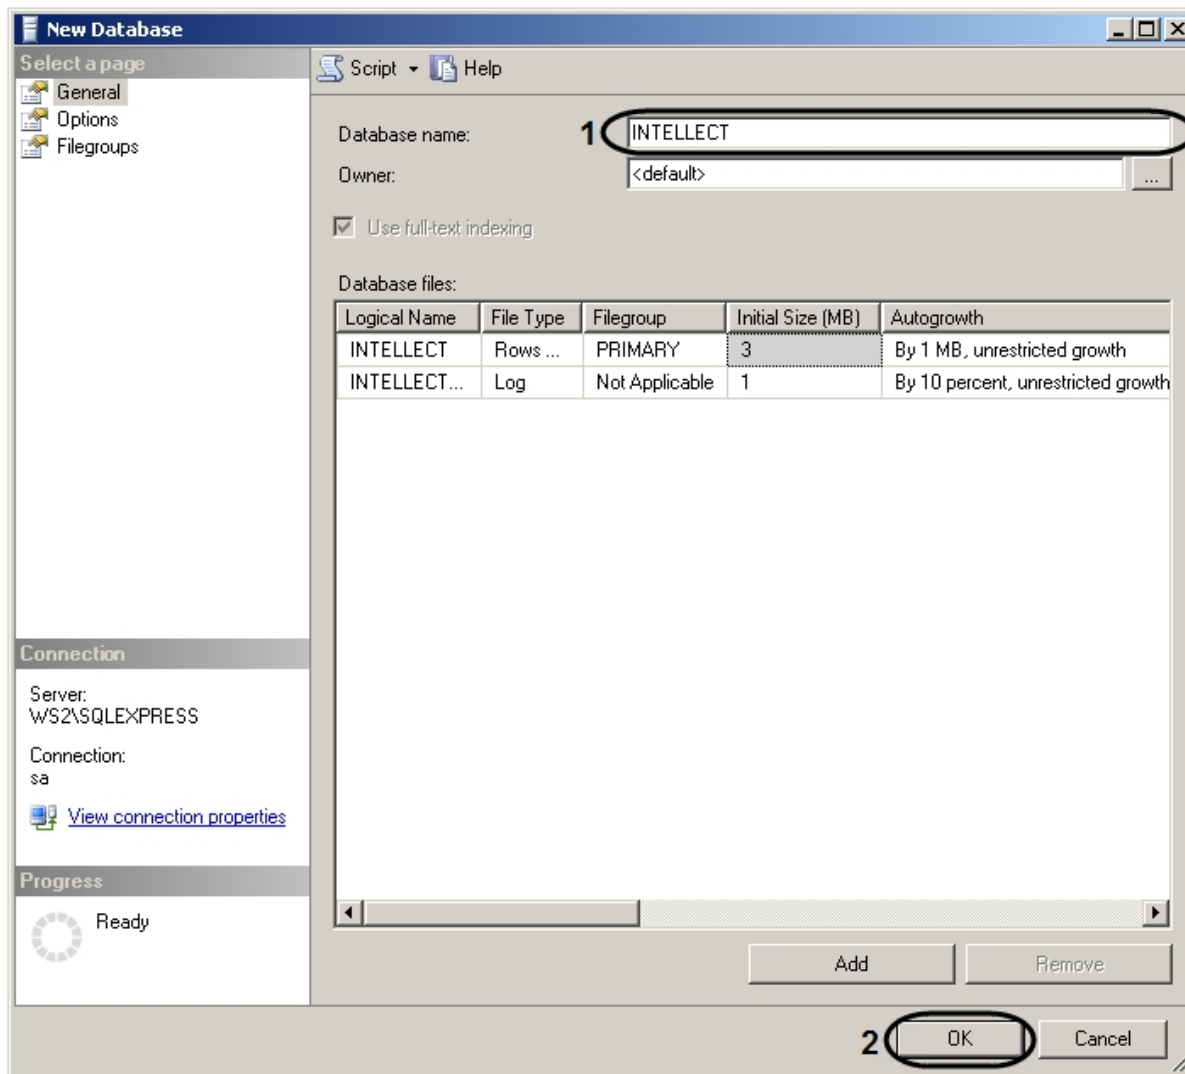 New Database
Select a page
General
Options
Filegroups
Script Help
Database name: 1 INTELLECT
Owner: <default> ...
Use full-text indexing
Database files:
Logical Name File Type Filegroup Initial Size (MB) Autogrowth
INTELLECT Rows ... PRIMARY 3 By 1 MB, unrestricted growth
INTELLECT... Log Not Applicable 1 By 10 percent, unrestricted growth
Connection
Server:
WS2\SQLEXPRESS
Connection:
sa
View connection properties
Progress
Ready
Add Remove
2 OK Cancel